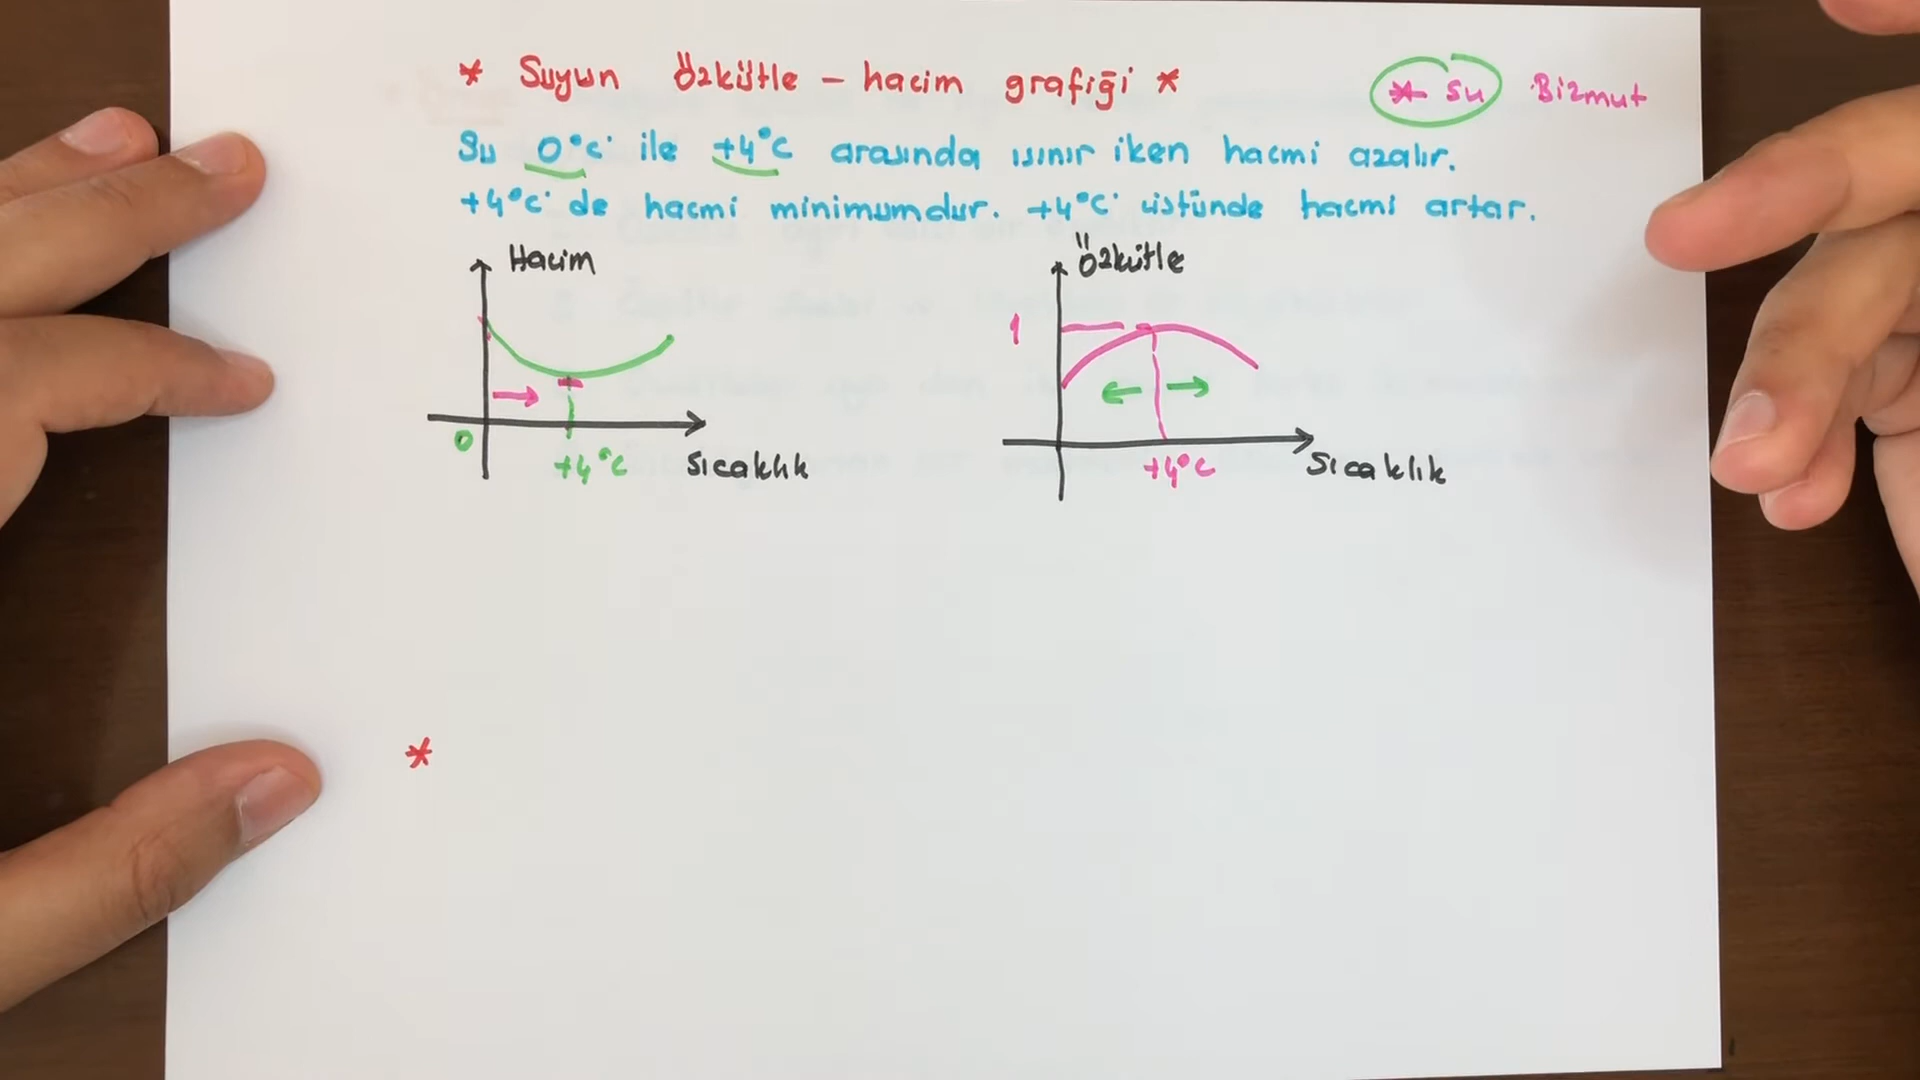 * Suyun Özkütle - hacim grafiği *
* Su Bizmut
Su 0°C ile +4°C arasında ısınır iken hacmi azalır.
+4°C de hacmi minimumdur. +4°C üstünde hacmi artar.
Hacim
0
+4°C
Sıcaklık
Özkütle
1
+4°C
Sıcaklık
*